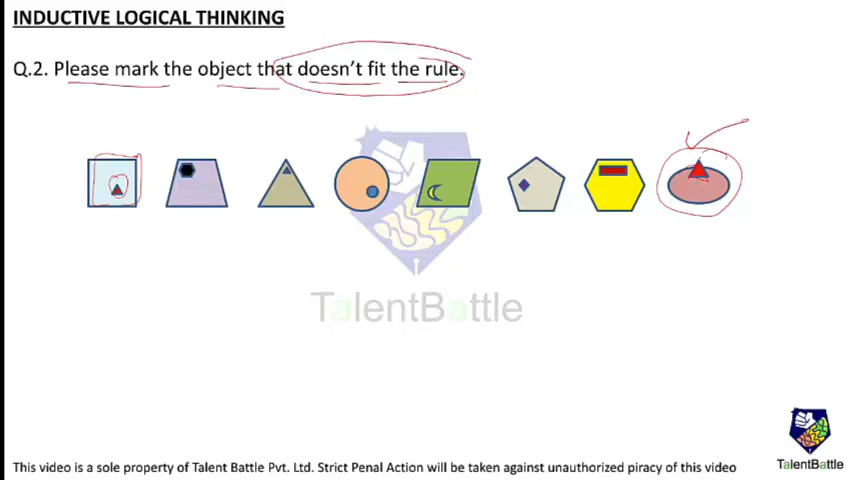 INDUCTIVE LOGICAL THINKING
Q.2. Please mark the object that doesn't fit the rule.
TalentBattle
TalentBattle
This video is a sole property of Talent Battle Pvt. Ltd. Strict Penal Action will be taken against unauthorized piracy of this video